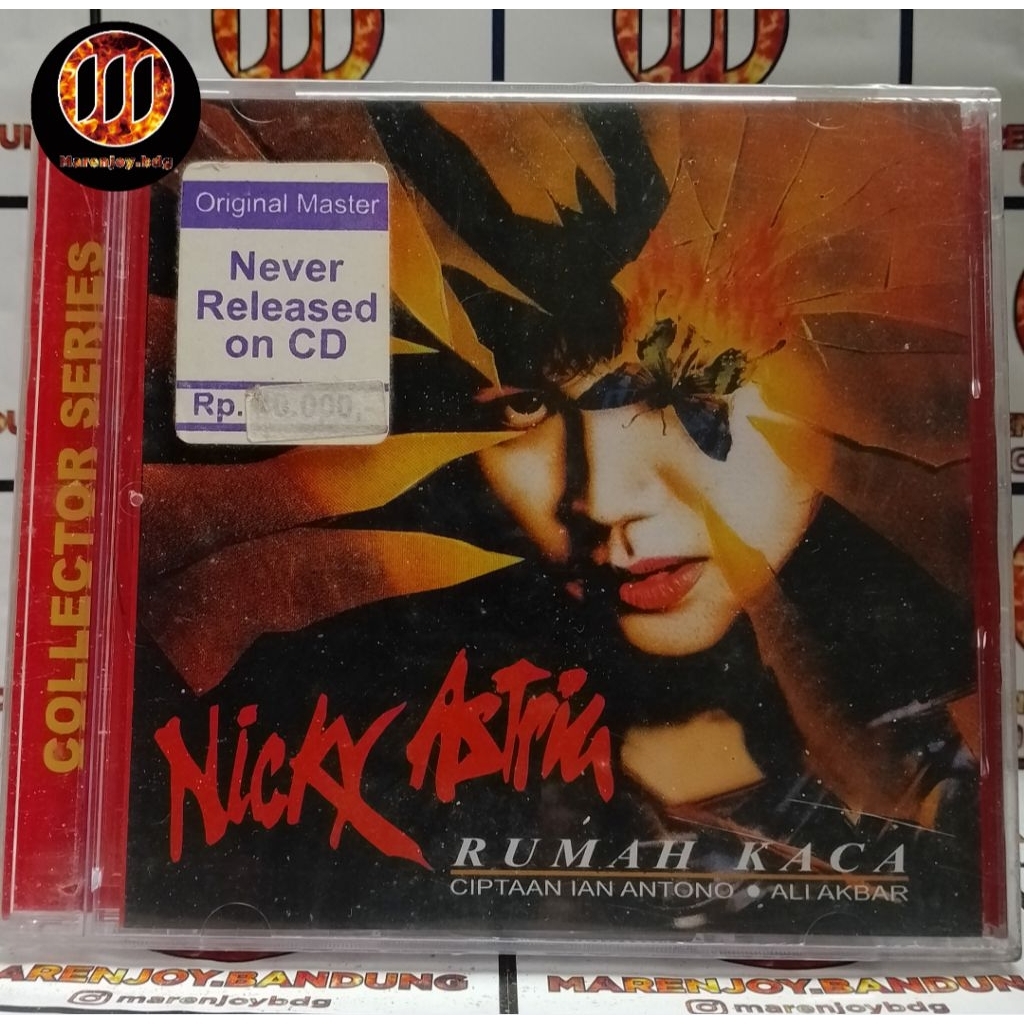 Marenjoy.bdg
Original Master
Never
Released
on CD
Rp.
COLLECTOR SERIES
Nicky Astria
RUMAH KACA
CIPTAAN IAN ANTONO • ALI AKBAR
MARENJOY.BANDUNG
marenjoybdg
MARENJOY.BANDUNG
marenjoybdg